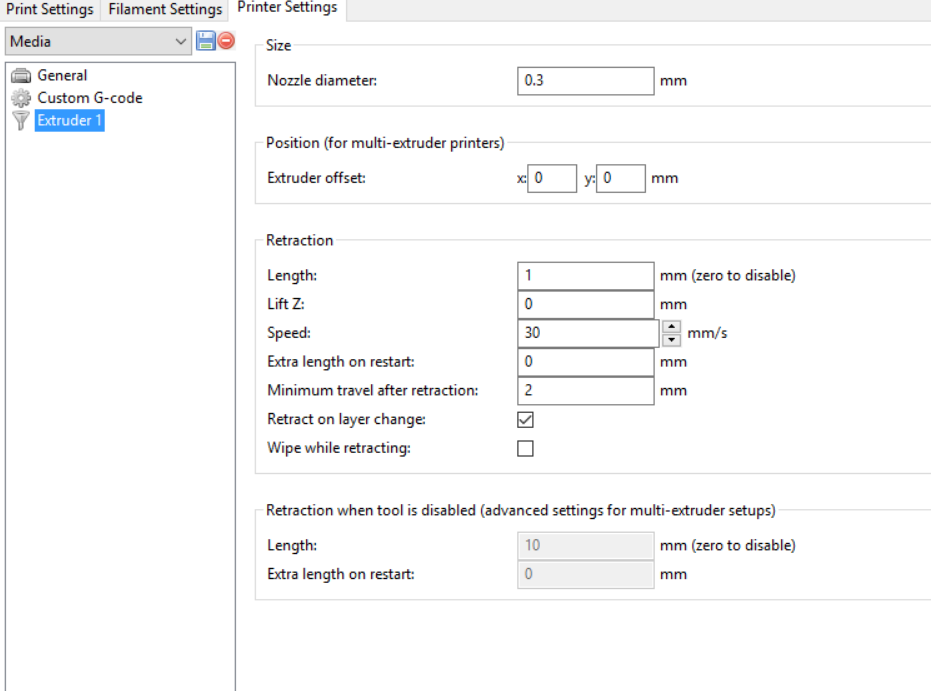 Print Settings Filament Settings Printer Settings
Media
General
Custom G-code
Extruder 1
Size
Nozzle diameter: 0.3 mm
Position (for multi-extruder printers)
Extruder offset: x: 0 y: 0 mm
Retraction
Length: 1 mm (zero to disable)
Lift Z: 0 mm
Speed: 30 mm/s
Extra length on restart: 0 mm
Minimum travel after retraction: 2 mm
Retract on layer change:
Wipe while retracting:
Retraction when tool is disabled (advanced settings for multi-extruder setups)
Length: 10 mm (zero to disable)
Extra length on restart: 0 mm